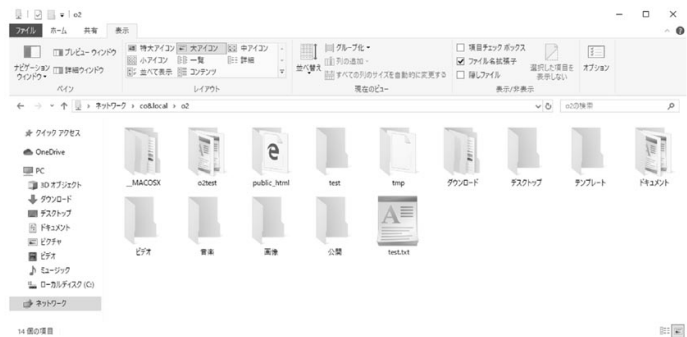 o2
ファイル ホーム 共有 表示
ナビゲーション ウィンドウ
プレビュー ウィンドウ
詳細ウィンドウ
ペイン
特大アイコン 大アイコン 中アイコン
小アイコン 一覧 詳細
並べて表示 コンテンツ
レイアウト
並べ替え
グループ化
列の追加
すべての列のサイズを自動的に変更する
現在のビュー
項目チェック ボックス
ファイル名拡張子
隠しファイル
選択した項目を
表示しない
表示/非表示
オプション
ネットワーク > co8.local > o2
o2の検索
クイック アクセス
OneDrive
PC
3D オブジェクト
ダウンロード
デスクトップ
ドキュメント
ピクチャ
ビデオ
ミュージック
ローカルディスク (C:)
ネットワーク
__MACOSX o2test public_html test tmp ダウンロード デスクトップ テンプレート ドキュメント
ビデオ 音楽 画像 公開 test.txt
14 個の項目